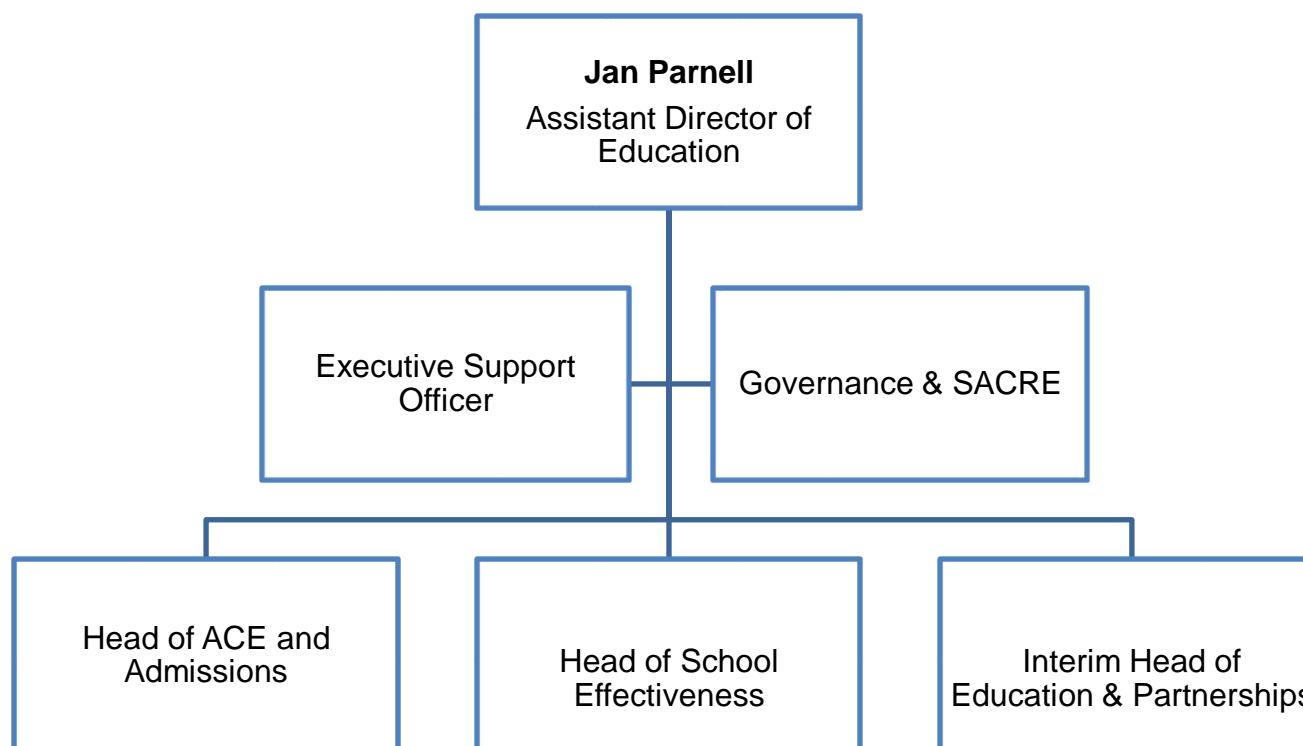 Jan Parnell
Assistant Director of
Education
Executive Support
Officer
Governance & SACRE
Head of ACE and
Admissions
Head of School
Effectiveness
Interim Head of
Education & Partnerships